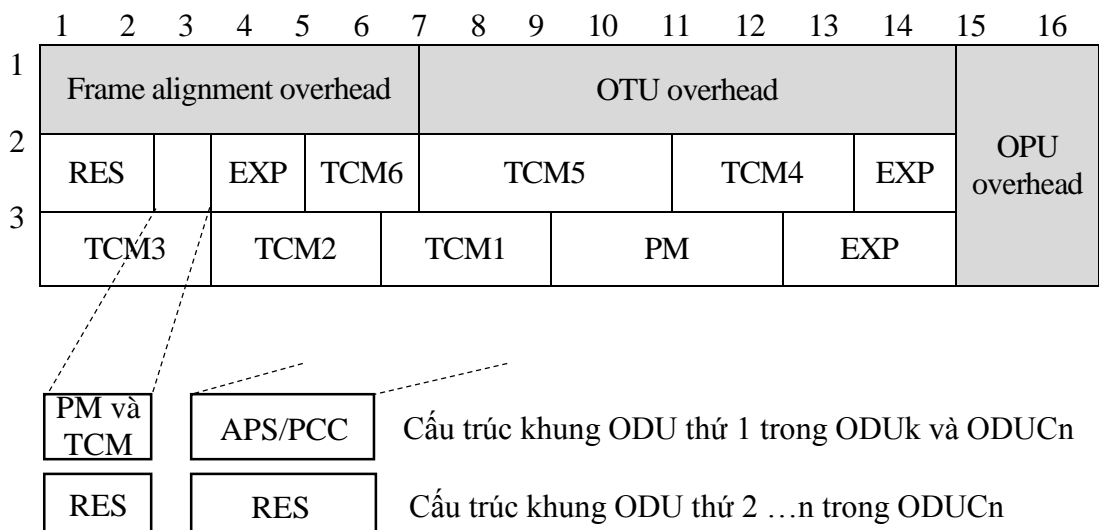 1 2 3 4 5 6 7 8 9 10 11 12 13 14 15 16
1
Frame alignment overhead OTU overhead
2
RES EXP TCM6 TCM5 TCM4 EXP
OPU
overhead
3
TCM3 TCM2 TCM1 PM EXP
PM và
TCM
APS/PCC Cấu trúc khung ODU thứ 1 trong ODUk và ODUCn
RES RES Cấu trúc khung ODU thứ 2 …n trong ODUCn